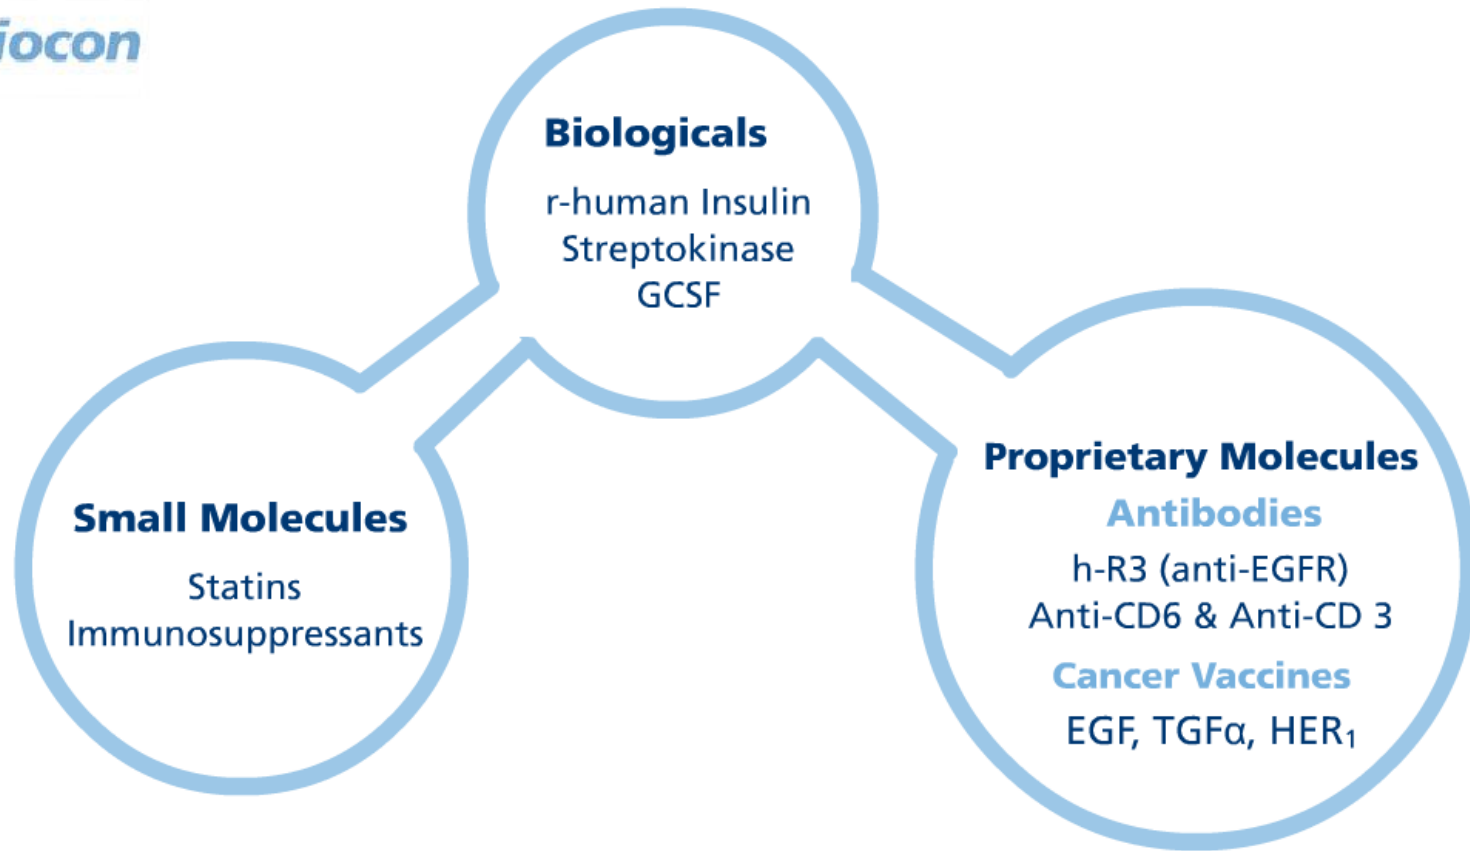 iocon
Biologicals
r-human Insulin
Streptokinase
GCSF
Small Molecules
Statins
Immunosuppressants
Proprietary Molecules
Antibodies
h-R3 (anti-EGFR)
Anti-CD6 & Anti-CD 3
Cancer Vaccines
EGF, TGFα, HER₁